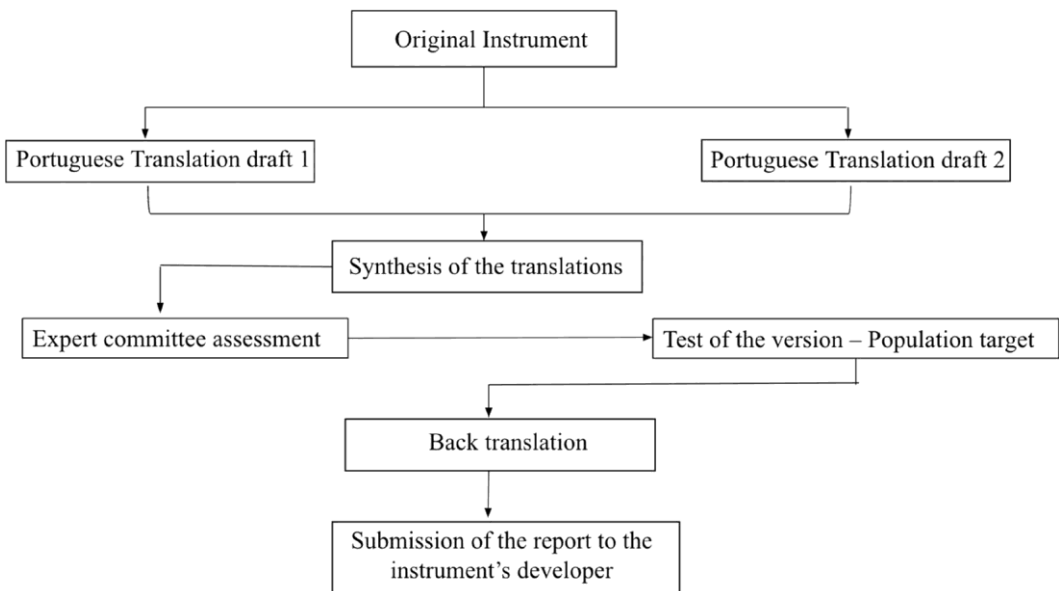 Original Instrument
Portuguese Translation draft 1
Portuguese Translation draft 2
Synthesis of the translations
Expert committee assessment
Test of the version – Population target
Back translation
Submission of the report to the
instrument’s developer